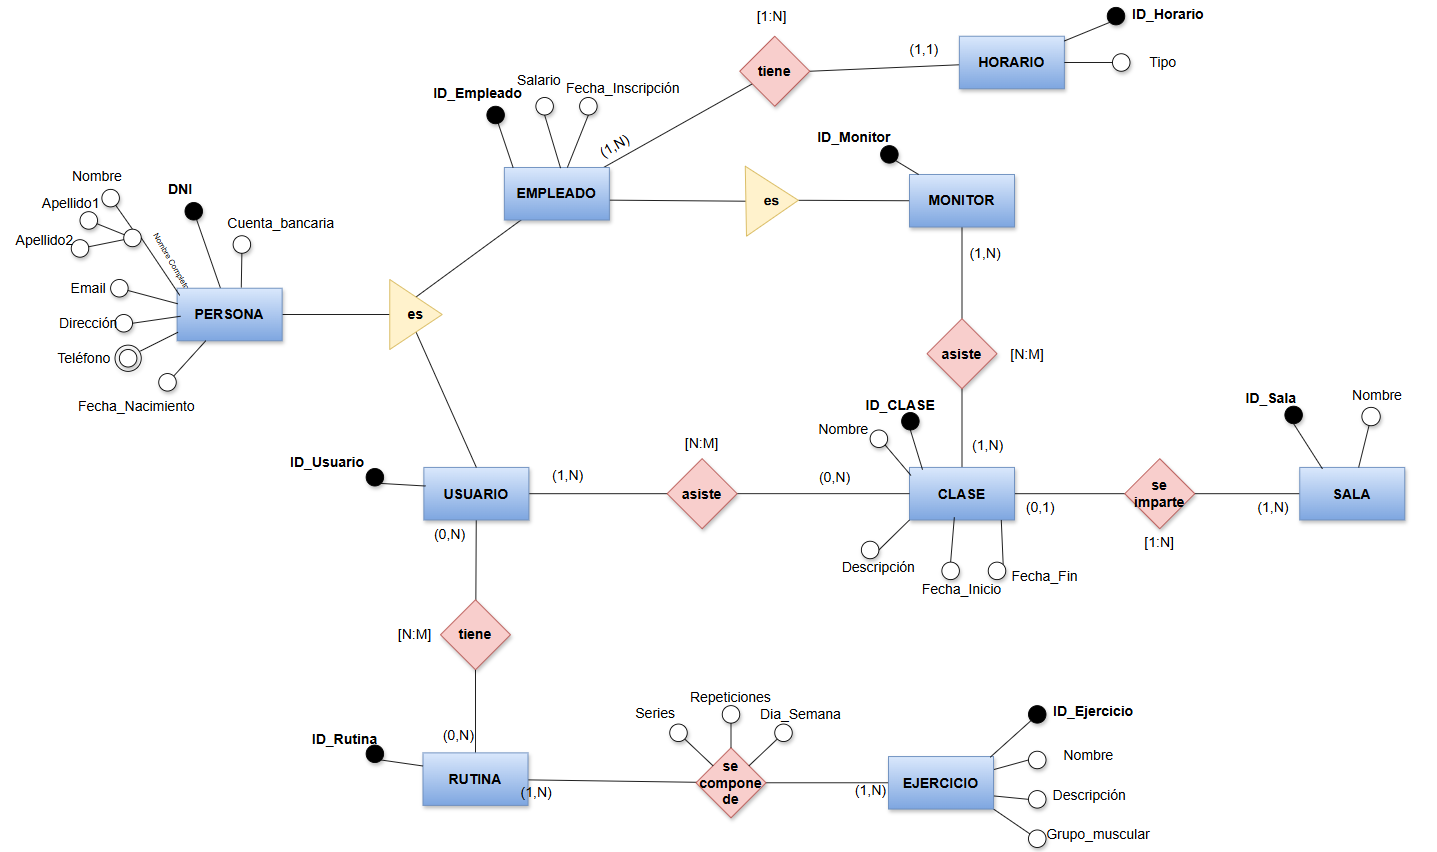 [1:N]
ID_Horario
(1,1)
HORARIO
Tipo
tiene
Salario
Fecha_Inscripción
ID_Empleado
(1,N)
ID_Monitor
EMPLEADO
es
MONITOR
Nombre
DNI
Apellido1
Cuenta_bancaria
Apellido2
Nombre Completo
(1,N)
Email
PERSONA
es
Dirección
Teléfono
asiste
[N:M]
Fecha_Nacimiento
ID_CLASE
ID_Sala
Nombre
Nombre
[N:M]
(1,N)
ID_Usuario
(1,N)
(0,N)
USUARIO
asiste
CLASE
se
imparte
SALA
(0,1)
(1,N)
(0,N)
[1:N]
Descripción
Fecha_Inicio
Fecha_Fin
[N:M]
tiene
Repeticiones
Series
Dia_Semana
ID_Ejercicio
(0,N)
ID_Rutina
Nombre
RUTINA
se
compone
de
EJERCICIO
(1,N)
(1,N)
Descripción
Grupo_muscular